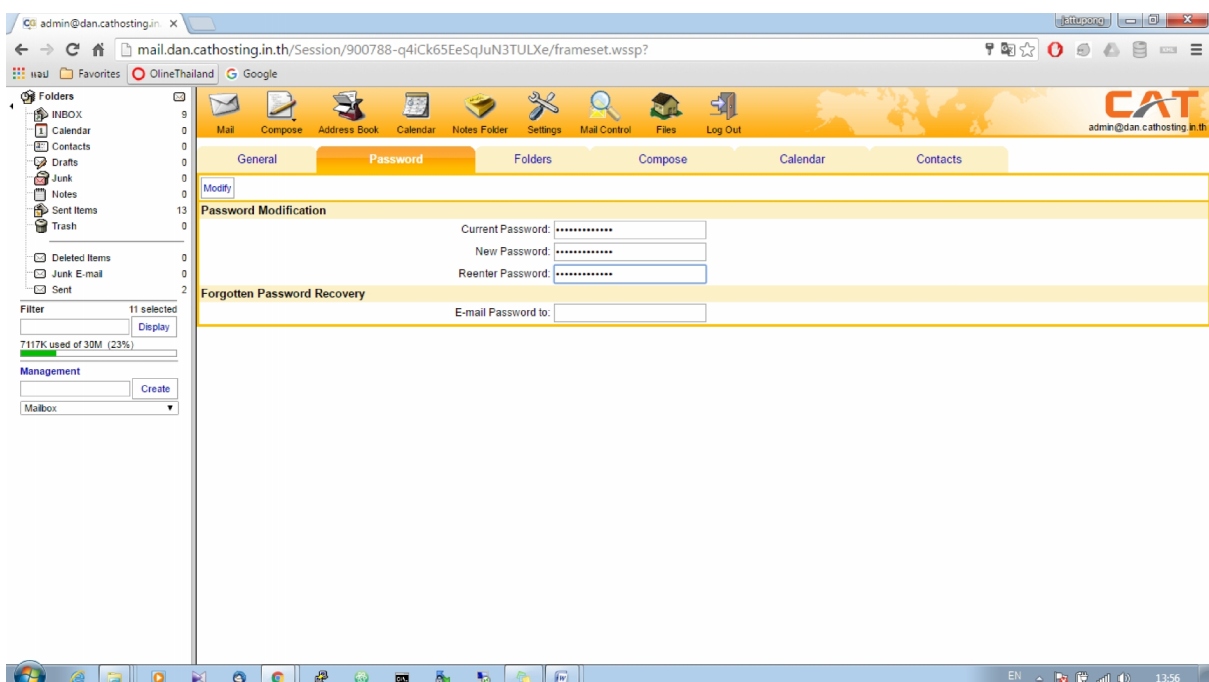 admin@dan.cathosting.in.
jattupong
mail.dan.cathosting.in.th/Session/900788-q4iCk65EeSqJuN3TULXe/frameset.wssp?
แอป Favorites OlineThailand Google
Folders
INBOX 9
Calendar 0
Contacts 0
Drafts 0
Junk 0
Notes 0
Sent Items 13
Trash 0
Deleted Items 0
Junk E-mail 0
Sent 2
Filter 11 selected
Display
7117K used of 30M (23%)
Management
Create
Mailbox
Mail Compose Address Book Calendar Notes Folder Settings Mail Control Files Log Out
CAT
admin@dan.cathosting.in.th
General Password Folders Compose Calendar Contacts
Modify
Password Modification
Current Password: •••••••••••••
New Password: •••••••••••••
Reenter Password: •••••••••••••
Forgotten Password Recovery
E-mail Password to:
EN 13:56